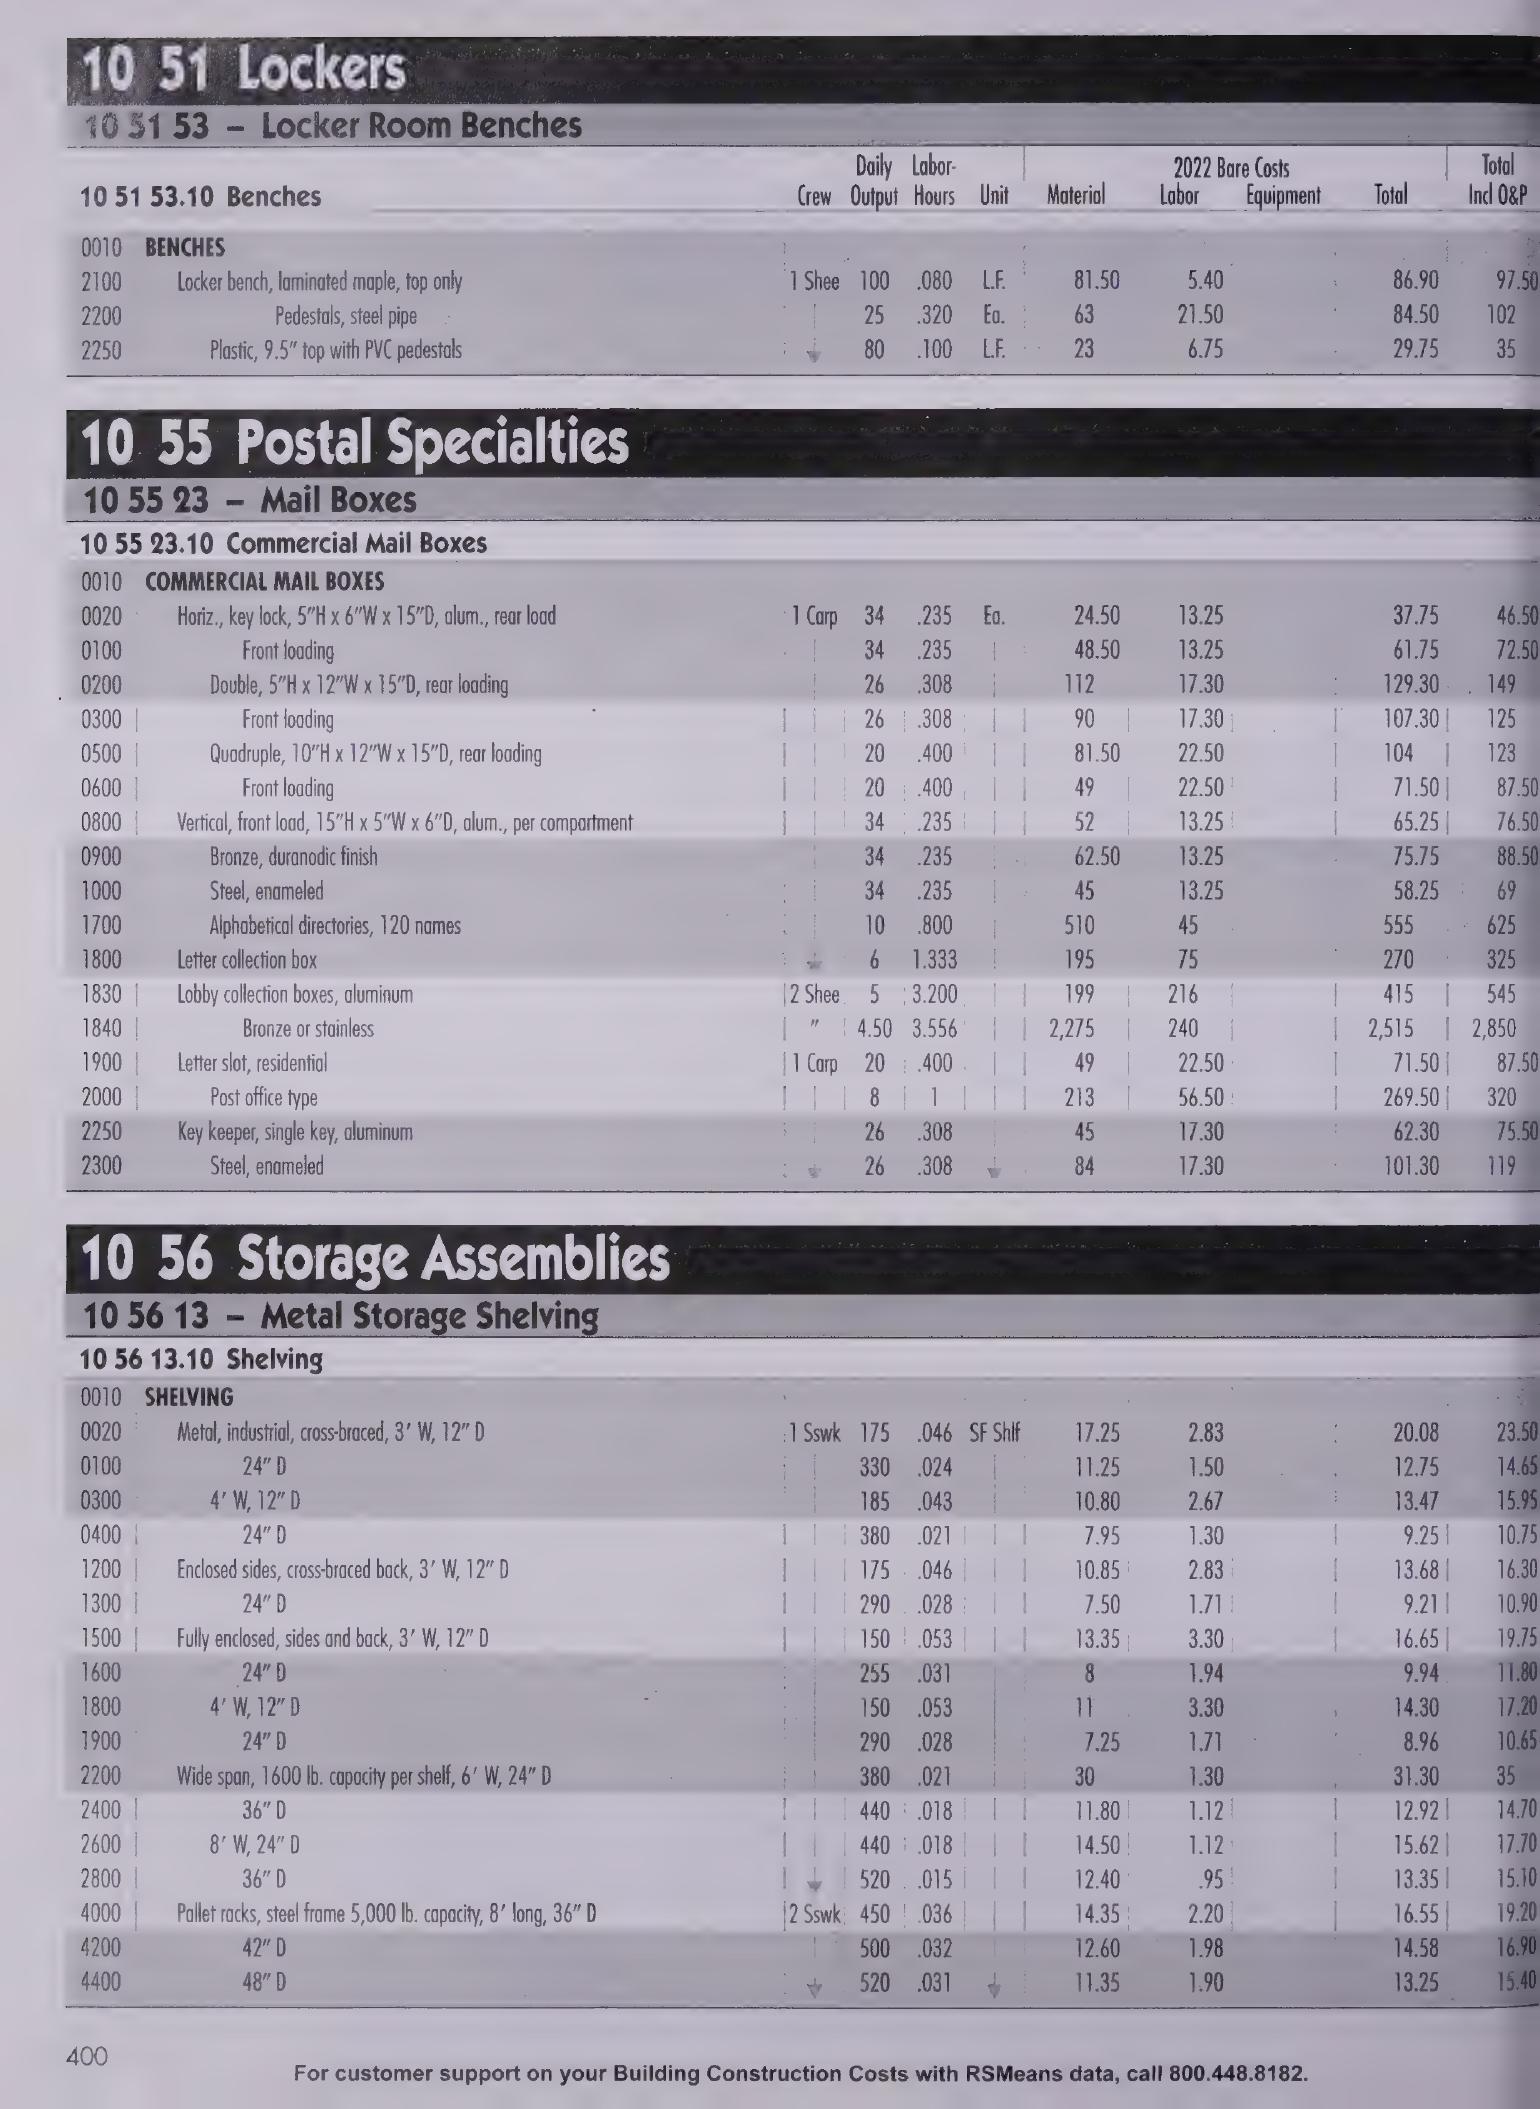 10 51 Lockers
10 51 53 – Locker Room Benches
Daily Labor- 2022 Bare Costs Total
10 51 53.10 Benches Crew Output Hours Unit Material Labor Equipment Total Incl O&P
0010 BENCHES
2100 Locker bench, laminated maple, top only 1 Shee 100 .080 L.F. 81.50 5.40 86.90 97.50
2200 Pedestals, steel pipe 25 .320 Ea. 63 21.50 84.50 102
2250 Plastic, 9.5" top with PVC pedestals 80 .100 L.F. 23 6.75 29.75 35
10 55 Postal Specialties
10 55 23 – Mail Boxes
10 55 23.10 Commercial Mail Boxes
0010 COMMERCIAL MAIL BOXES
0020 Horiz., key lock, 5"H x 6"W x 15"D, alum., rear load 1 Carp 34 .235 Ea. 24.50 13.25 37.75 46.50
0100 Front loading 34 .235 48.50 13.25 61.75 72.50
0200 Double, 5"H x 12"W x 15"D, rear loading 26 .308 112 17.30 129.30 149
0300 Front loading 26 .308 90 17.30 107.30 125
0500 Quadruple, 10"H x 12"W x 15"D, rear loading 20 .400 81.50 22.50 104 123
0600 Front loading 20 .400 49 22.50 71.50 87.50
0800 Vertical, front load, 15"H x 5"W x 6"D, alum., per compartment 34 .235 52 13.25 65.25 76.50
0900 Bronze, duranodic finish 34 .235 62.50 13.25 75.75 88.50
1000 Steel, enameled 34 .235 45 13.25 58.25 69
1700 Alphabetical directories, 120 names 10 .800 510 45 555 625
1800 Letter collection box 6 1.333 195 75 270 325
1830 Lobby collection boxes, aluminum 2 Shee 5 3.200 199 216 415 545
1840 Bronze or stainless " 4.50 3.556 2,275 240 2,515 2,850
1900 Letter slot, residential 1 Carp 20 .400 49 22.50 71.50 87.50
2000 Post office type 8 1 213 56.50 269.50 320
2250 Key keeper, single key, aluminum 26 .308 45 17.30 62.30 75.50
2300 Steel, enameled 26 .308 84 17.30 101.30 119
10 56 Storage Assemblies
10 56 13 – Metal Storage Shelving
10 56 13.10 Shelving
0010 SHELVING
0020 Metal, industrial, cross-braced, 3' W, 12" D 1 Sswk 175 .046 SF Shlf 17.25 2.83 20.08 23.50
0100 24" D 330 .024 11.25 1.50 12.75 14.65
0300 4' W, 12" D 185 .043 10.80 2.67 13.47 15.95
0400 24" D 380 .021 7.95 1.30 9.25 10.75
1200 Enclosed sides, cross-braced back, 3' W, 12" D 175 .046 10.85 2.83 13.68 16.30
1300 24" D 290 .028 7.50 1.71 9.21 10.90
1500 Fully enclosed, sides and back, 3' W, 12" D 150 .053 13.35 3.30 16.65 19.75
1600 24" D 255 .031 8 1.94 9.94 11.80
1800 4' W, 12" D 150 .053 11 3.30 14.30 17.20
1900 24" D 290 .028 7.25 1.71 8.96 10.65
2200 Wide span, 1600 lb. capacity per shelf, 6' W, 24" D 380 .021 30 1.30 31.30 35
2400 36" D 440 .018 11.80 1.12 12.92 14.70
2600 8' W, 24" D 440 .018 14.50 1.12 15.62 17.70
2800 36" D 520 .015 12.40 .95 13.35 15.10
4000 Pallet racks, steel frame 5,000 lb. capacity, 8' long, 36" D 2 Sswk 450 .036 14.35 2.20 16.55 19.20
4200 42" D 500 .032 12.60 1.98 14.58 16.90
4400 48" D 520 .031 11.35 1.90 13.25 15.40
400
For customer support on your Building Construction Costs with RSMeans data, call 800.448.8182.